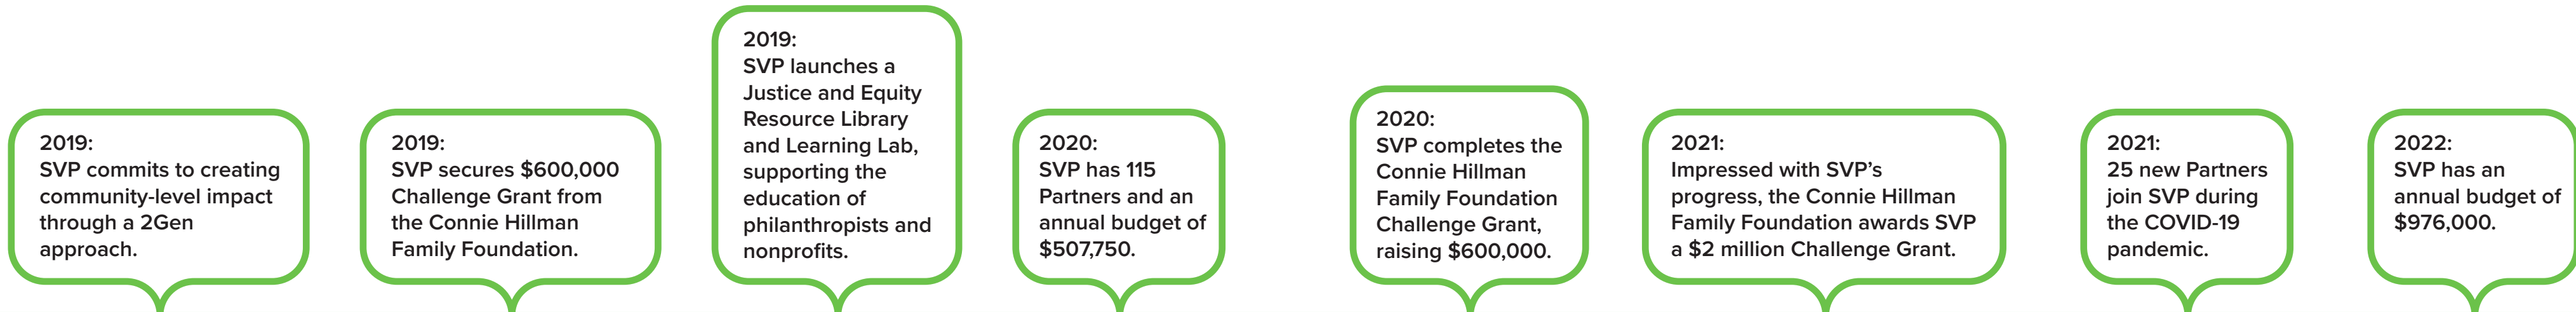 2019:
SVP commits to creating
community-level impact
through a 2Gen
approach.
2019:
SVP secures $600,000
Challenge Grant from
the Connie Hillman
Family Foundation.
2019:
SVP launches a
Justice and Equity
Resource Library
and Learning Lab,
supporting the
education of
philanthropists and
nonprofits.
2020:
SVP has 115
Partners and an
annual budget of
$507,750.
2020:
SVP completes the
Connie Hillman
Family Foundation
Challenge Grant,
raising $600,000.
2021:
Impressed with SVP’s
progress, the Connie Hillman
Family Foundation awards SVP
a $2 million Challenge Grant.
2021:
25 new Partners
join SVP during
the COVID-19
pandemic.
2022:
SVP has an
annual budget of
$976,000.